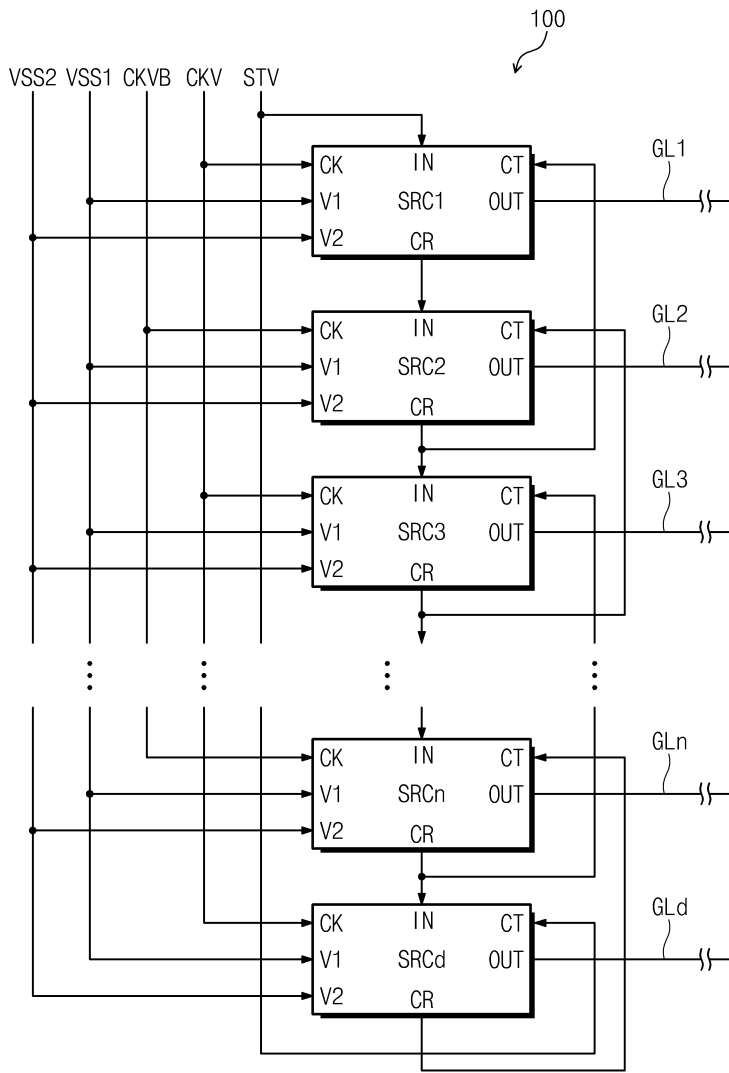 100
VSS2 VSS1 CKVB CKV STV
IN
CK CT
GL1
V1 SRC1 OUT
V2 CR
IN
CK CT
GL2
V1 SRC2 OUT
V2 CR
IN
CK CT
GL3
V1 SRC3 OUT
V2 CR
IN
CK CT
GLn
V1 SRCn OUT
V2 CR
IN
CK CT
GLd
V1 SRCd OUT
V2 CR